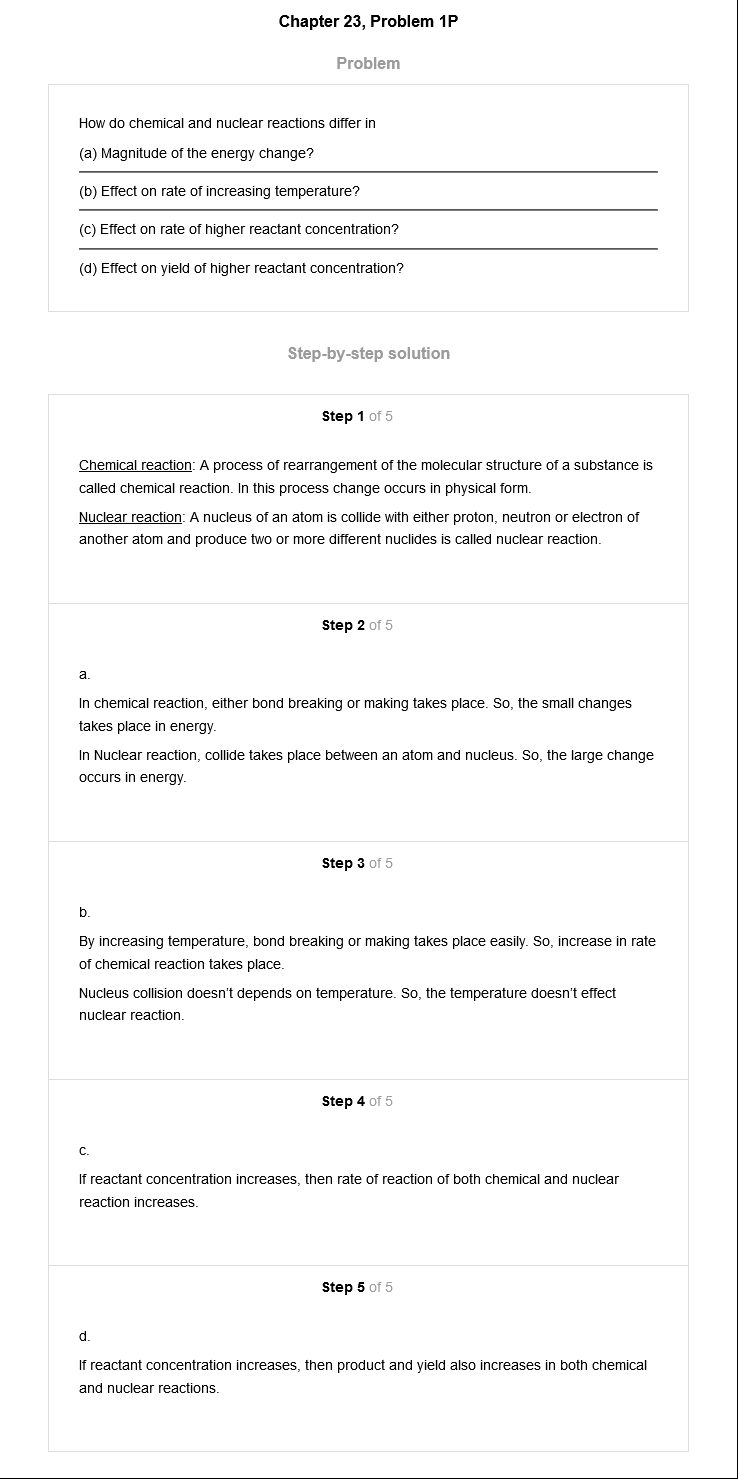 Chapter 23, Problem 1P
Problem
How do chemical and nuclear reactions differ in
(a) Magnitude of the energy change?
(b) Effect on rate of increasing temperature?
(c) Effect on rate of higher reactant concentration?
(d) Effect on yield of higher reactant concentration?
Step-by-step solution
Step 1 of 5
Chemical reaction: A process of rearrangement of the molecular structure of a substance is
called chemical reaction. In this process change occurs in physical form.
Nuclear reaction: A nucleus of an atom is collide with either proton, neutron or electron of
another atom and produce two or more different nuclides is called nuclear reaction.
Step 2 of 5
a.
In chemical reaction, either bond breaking or making takes place. So, the small changes
takes place in energy.
In Nuclear reaction, collide takes place between an atom and nucleus. So, the large change
occurs in energy.
Step 3 of 5
b.
By increasing temperature, bond breaking or making takes place easily. So, increase in rate
of chemical reaction takes place.
Nucleus collision doesn't depends on temperature. So, the temperature doesn't effect
nuclear reaction.
Step 4 of 5
c.
If reactant concentration increases, then rate of reaction of both chemical and nuclear
reaction increases.
Step 5 of 5
d.
If reactant concentration increases, then product and yield also increases in both chemical
and nuclear reactions.